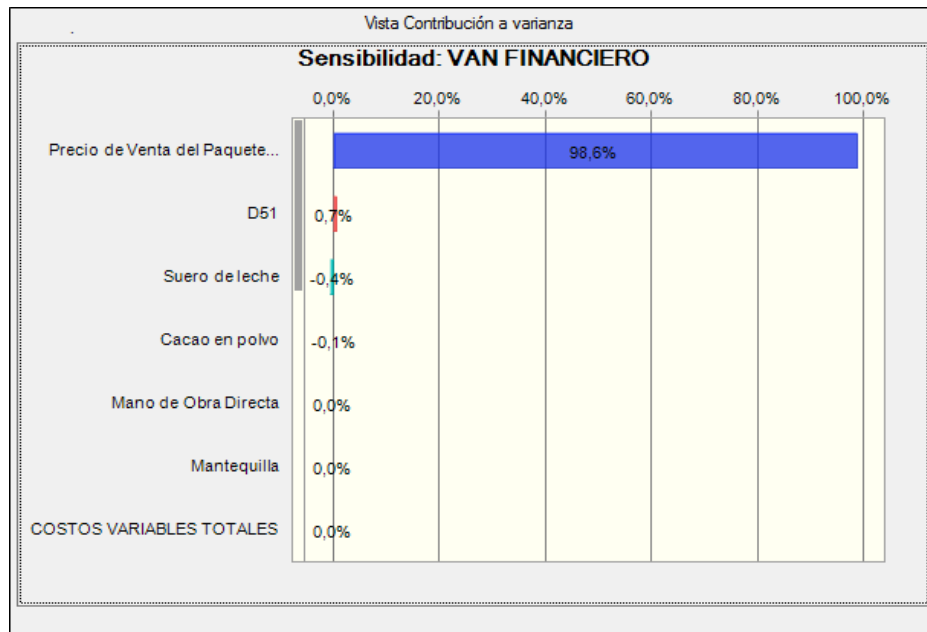 Vista Contribución a varianza
Sensibilidad: VAN FINANCIERO
0,0% 20,0% 40,0% 60,0% 80,0% 100,0%
Precio de Venta del Paquete... 98,6%
D51 0,7%
Suero de leche -0,4%
Cacao en polvo -0,1%
Mano de Obra Directa 0,0%
Mantequilla 0,0%
COSTOS VARIABLES TOTALES 0,0%